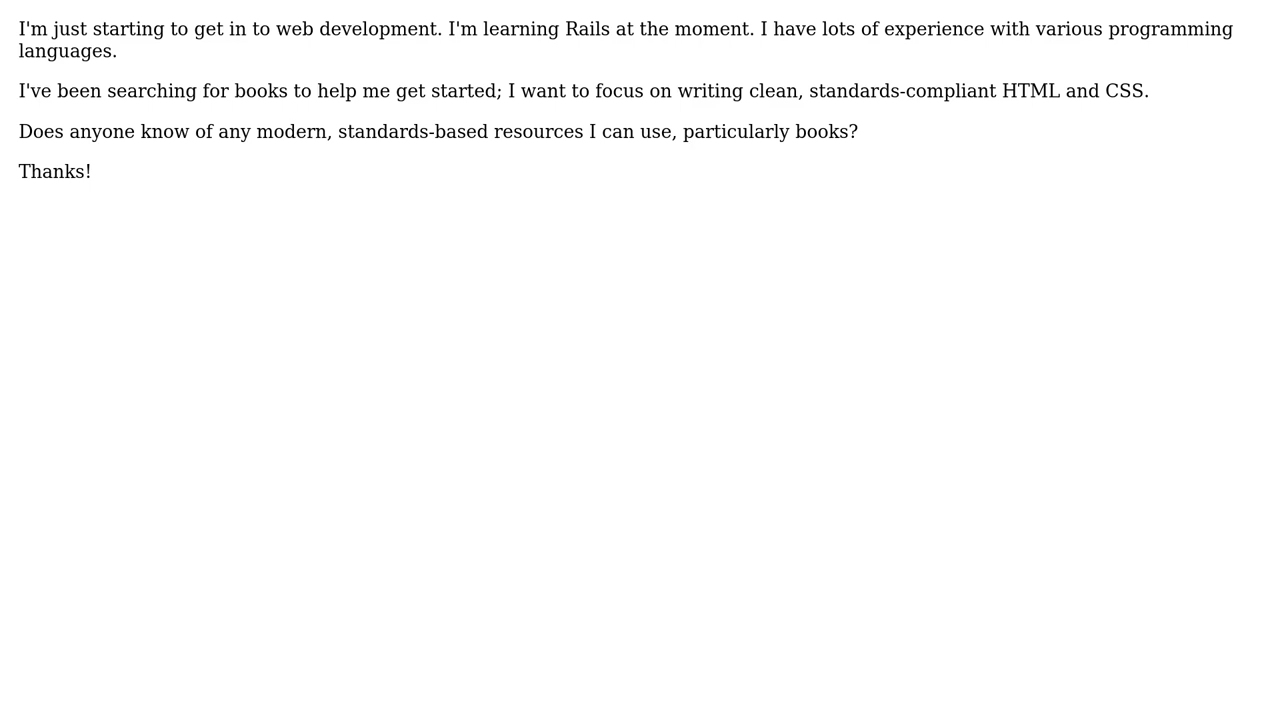 I'm just starting to get in to web development. I'm learning Rails at the moment. I have lots of experience with various programming
languages.
I've been searching for books to help me get started; I want to focus on writing clean, standards-compliant HTML and CSS.
Does anyone know of any modern, standards-based resources I can use, particularly books?
Thanks!